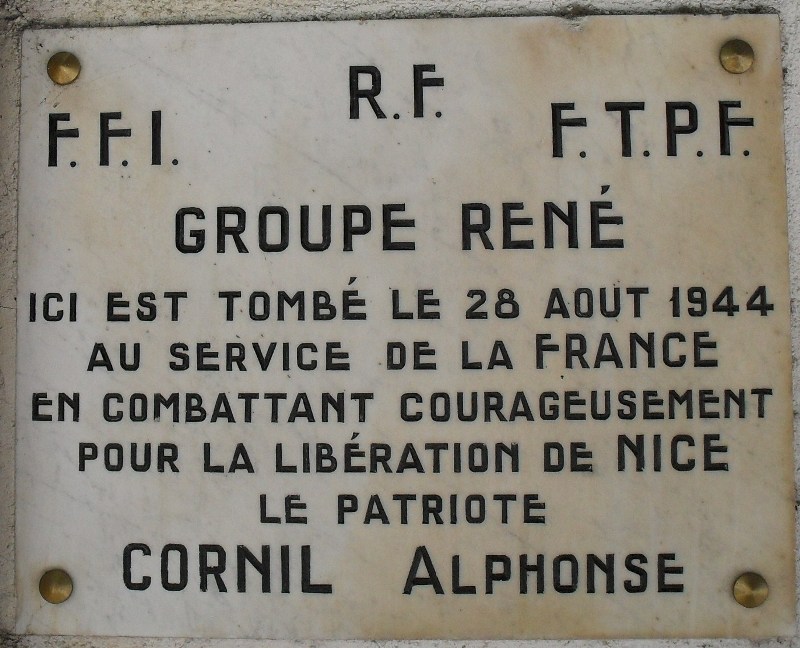 R.F.
F.F.I.
F.T.P.F.
GROUPE RENÉ
ICI EST TOMBÉ LE 28 AOUT 1944
AU SERVICE DE LA FRANCE
EN COMBATTANT COURAGEUSEMENT
POUR LA LIBÉRATION DE NICE
LE PATRIOTE
CORNIL ALPHONSE